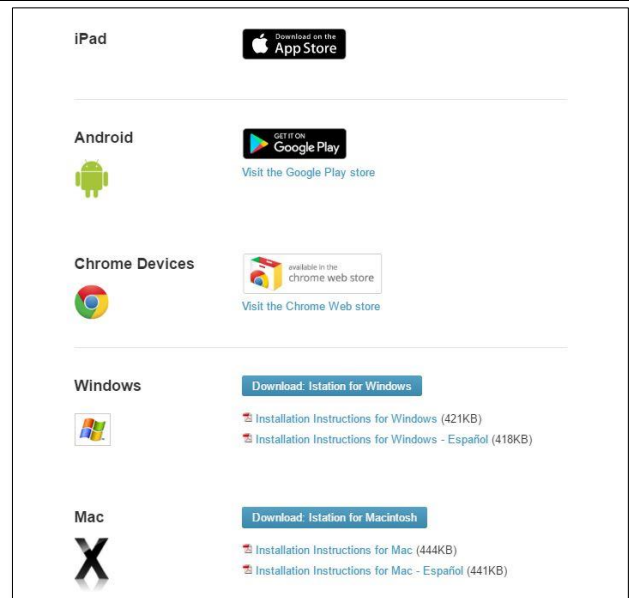 iPad
Download on the
App Store
Android
GET IT ON
Google Play
Visit the Google Play store
Chrome Devices
available in the
chrome web store
Visit the Chrome Web store
Windows
Download: Istation for Windows
Installation Instructions for Windows (421KB)
Installation Instructions for Windows - Español (418KB)
Mac
Download: Istation for Macintosh
X
Installation Instructions for Mac (444KB)
Installation Instructions for Mac - Español (441KB)